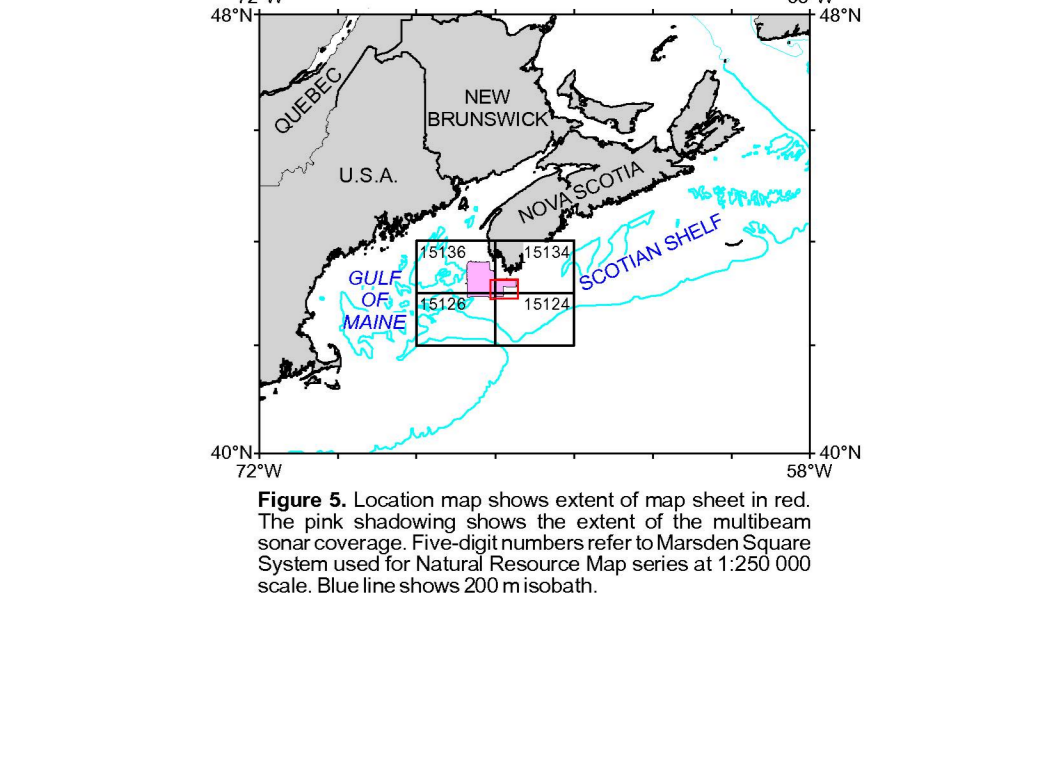 48°N
48°N
QUEBEC
NEW
BRUNSWICK
U.S.A.
NOVA SCOTIA
15136
15134
SCOTIAN SHELF
GULF
OF
MAINE
15126
15124
40°N
40°N
72°W
58°W
Figure 5. Location map shows extent of map sheet in red.
The pink shadowing shows the extent of the multibeam
sonar coverage. Five-digit numbers refer to Marsden Square
System used for Natural Resource Map series at 1:250 000
scale. Blue line shows 200 m isobath.